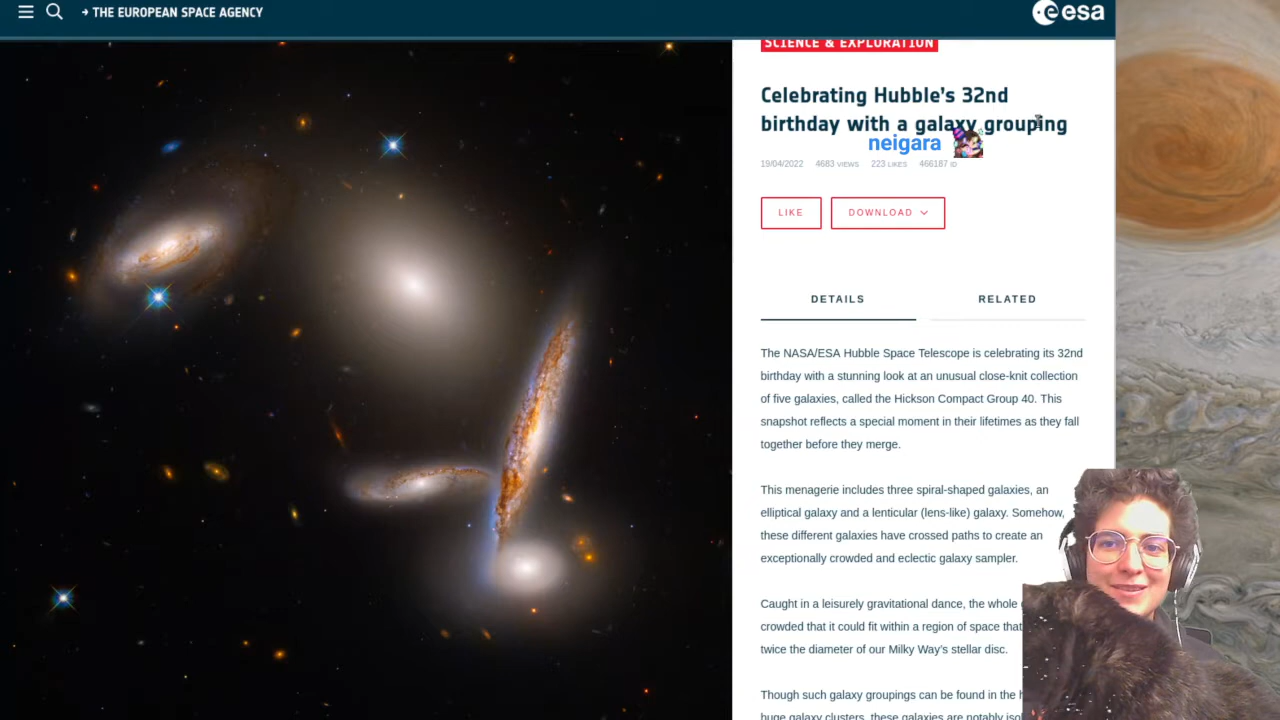 → THE EUROPEAN SPACE AGENCY
esa
SCIENCE & EXPLORATION
Celebrating Hubble's 32nd
birthday with a galaxy grouping
neigara
19/04/2022 4683 VIEWS 223 LIKES 466187 ID
LIKE DOWNLOAD
DETAILS RELATED
The NASA/ESA Hubble Space Telescope is celebrating its 32nd
birthday with a stunning look at an unusual close-knit collection
of five galaxies, called the Hickson Compact Group 40. This
snapshot reflects a special moment in their lifetimes as they fall
together before they merge.
This menagerie includes three spiral-shaped galaxies, an
elliptical galaxy and a lenticular (lens-like) galaxy. Somehow,
these different galaxies have crossed paths to create an
exceptionally crowded and eclectic galaxy sampler.
Caught in a leisurely gravitational dance, the whole
crowded that it could fit within a region of space that
twice the diameter of our Milky Way's stellar disc.
Though such galaxy groupings can be found in the
huge galaxy clusters, these galaxies are notably